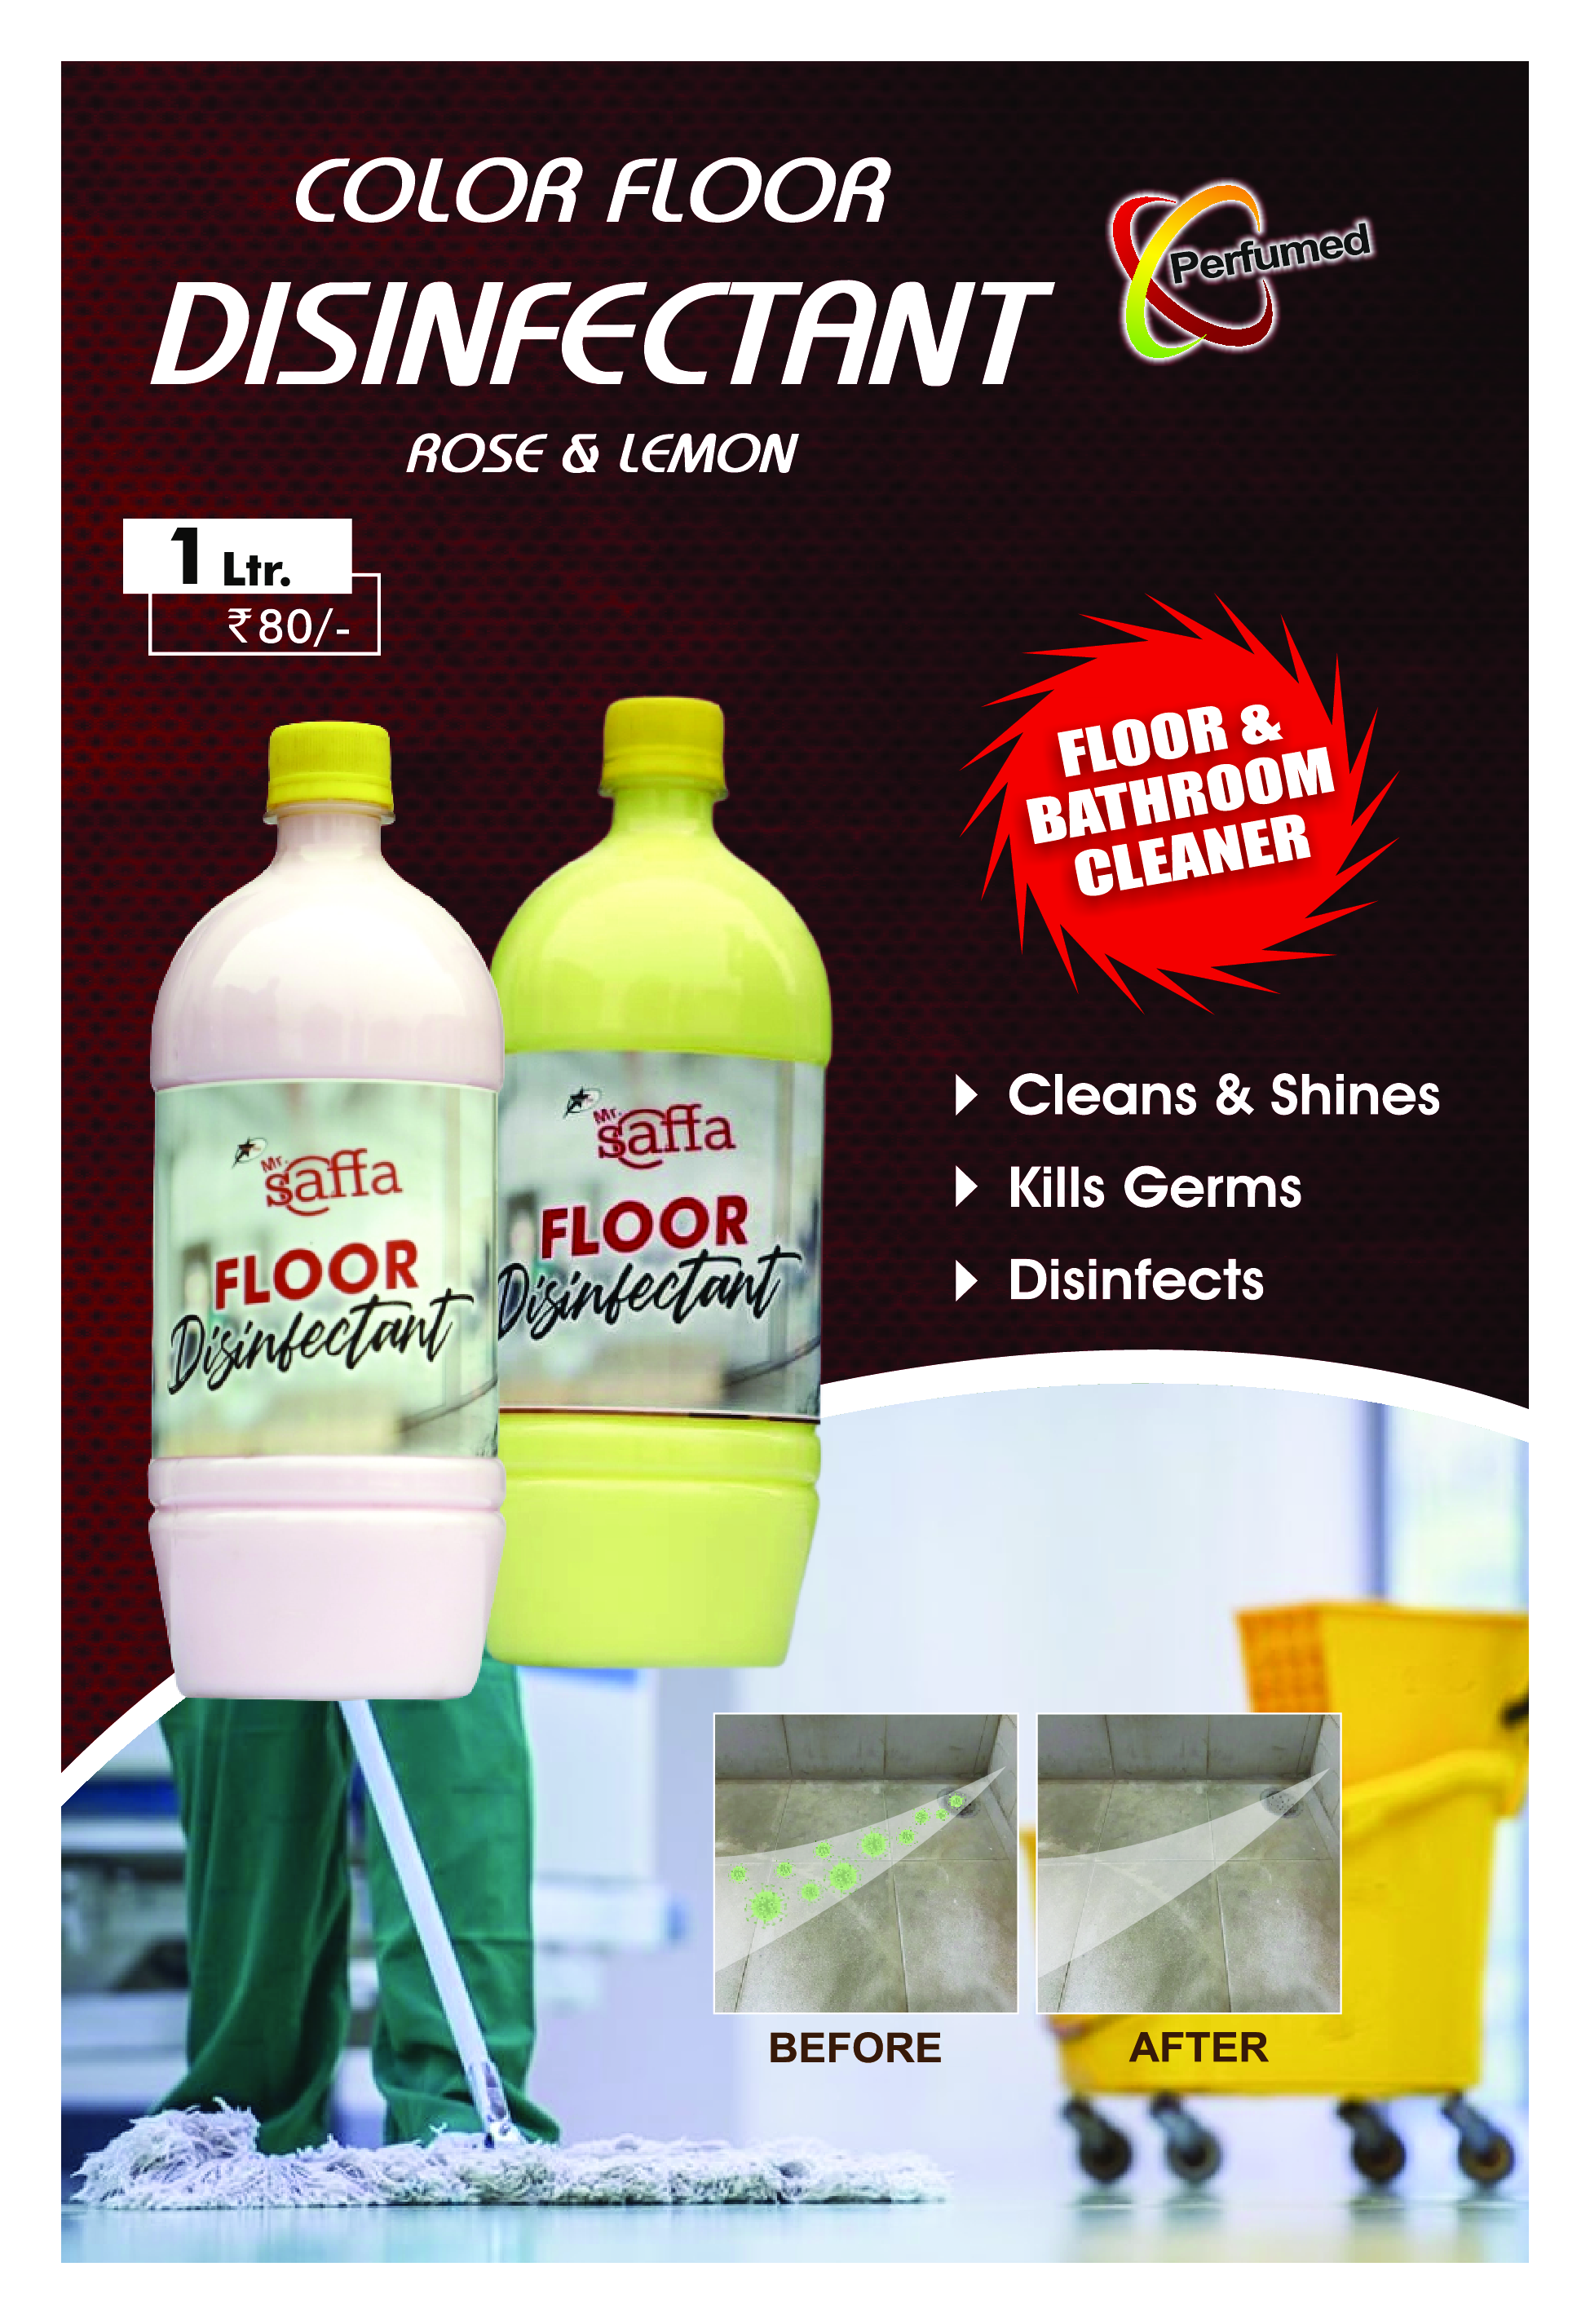 COLOR FLOOR
DISINFECTANT
ROSE & LEMON
Perfumed
1 Ltr.
₹80/-
FLOOR &
BATHROOM
CLEANER
Mr.
saffa
FLOOR
Disinfectant
Mr.
saffa
FLOOR
Disinfectant
Cleans & Shines
Kills Germs
Disinfects
BEFORE
AFTER